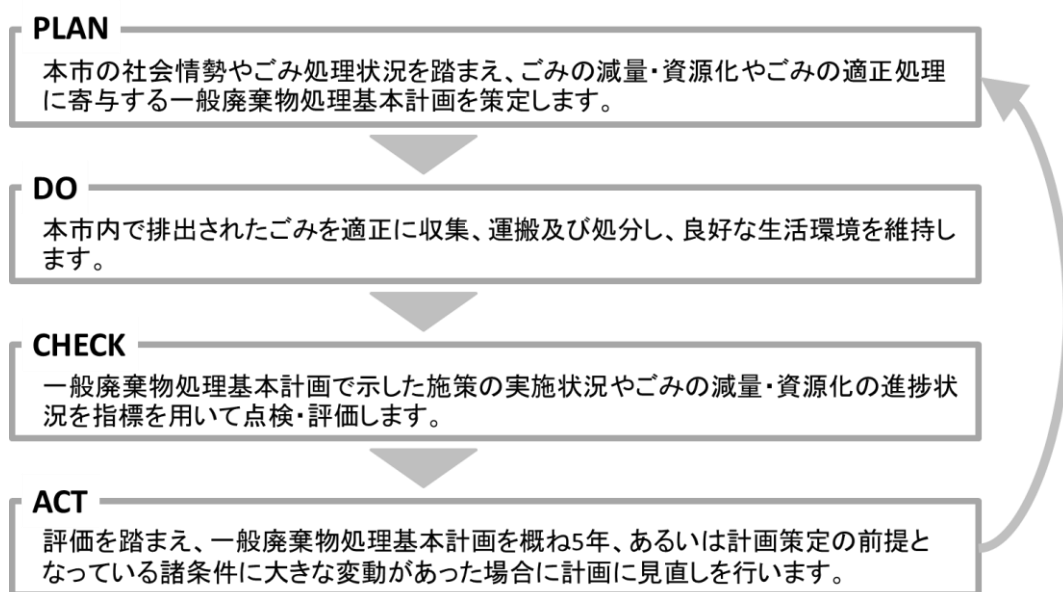 PLAN
本市の社会情勢やごみ処理状況を踏まえ、ごみの減量・資源化やごみの適正処理
に寄与する一般廃棄物処理基本計画を策定します。
DO
本市内で排出されたごみを適正に収集、運搬及び処分し、良好な生活環境を維持し
ます。
CHECK
一般廃棄物処理基本計画で示した施策の実施状況やごみの減量・資源化の進捗状
況を指標を用いて点検・評価します。
ACT
評価を踏まえ、一般廃棄物処理基本計画を概ね5年、あるいは計画策定の前提と
なっている諸条件に大きな変動があった場合に計画に見直しを行います。